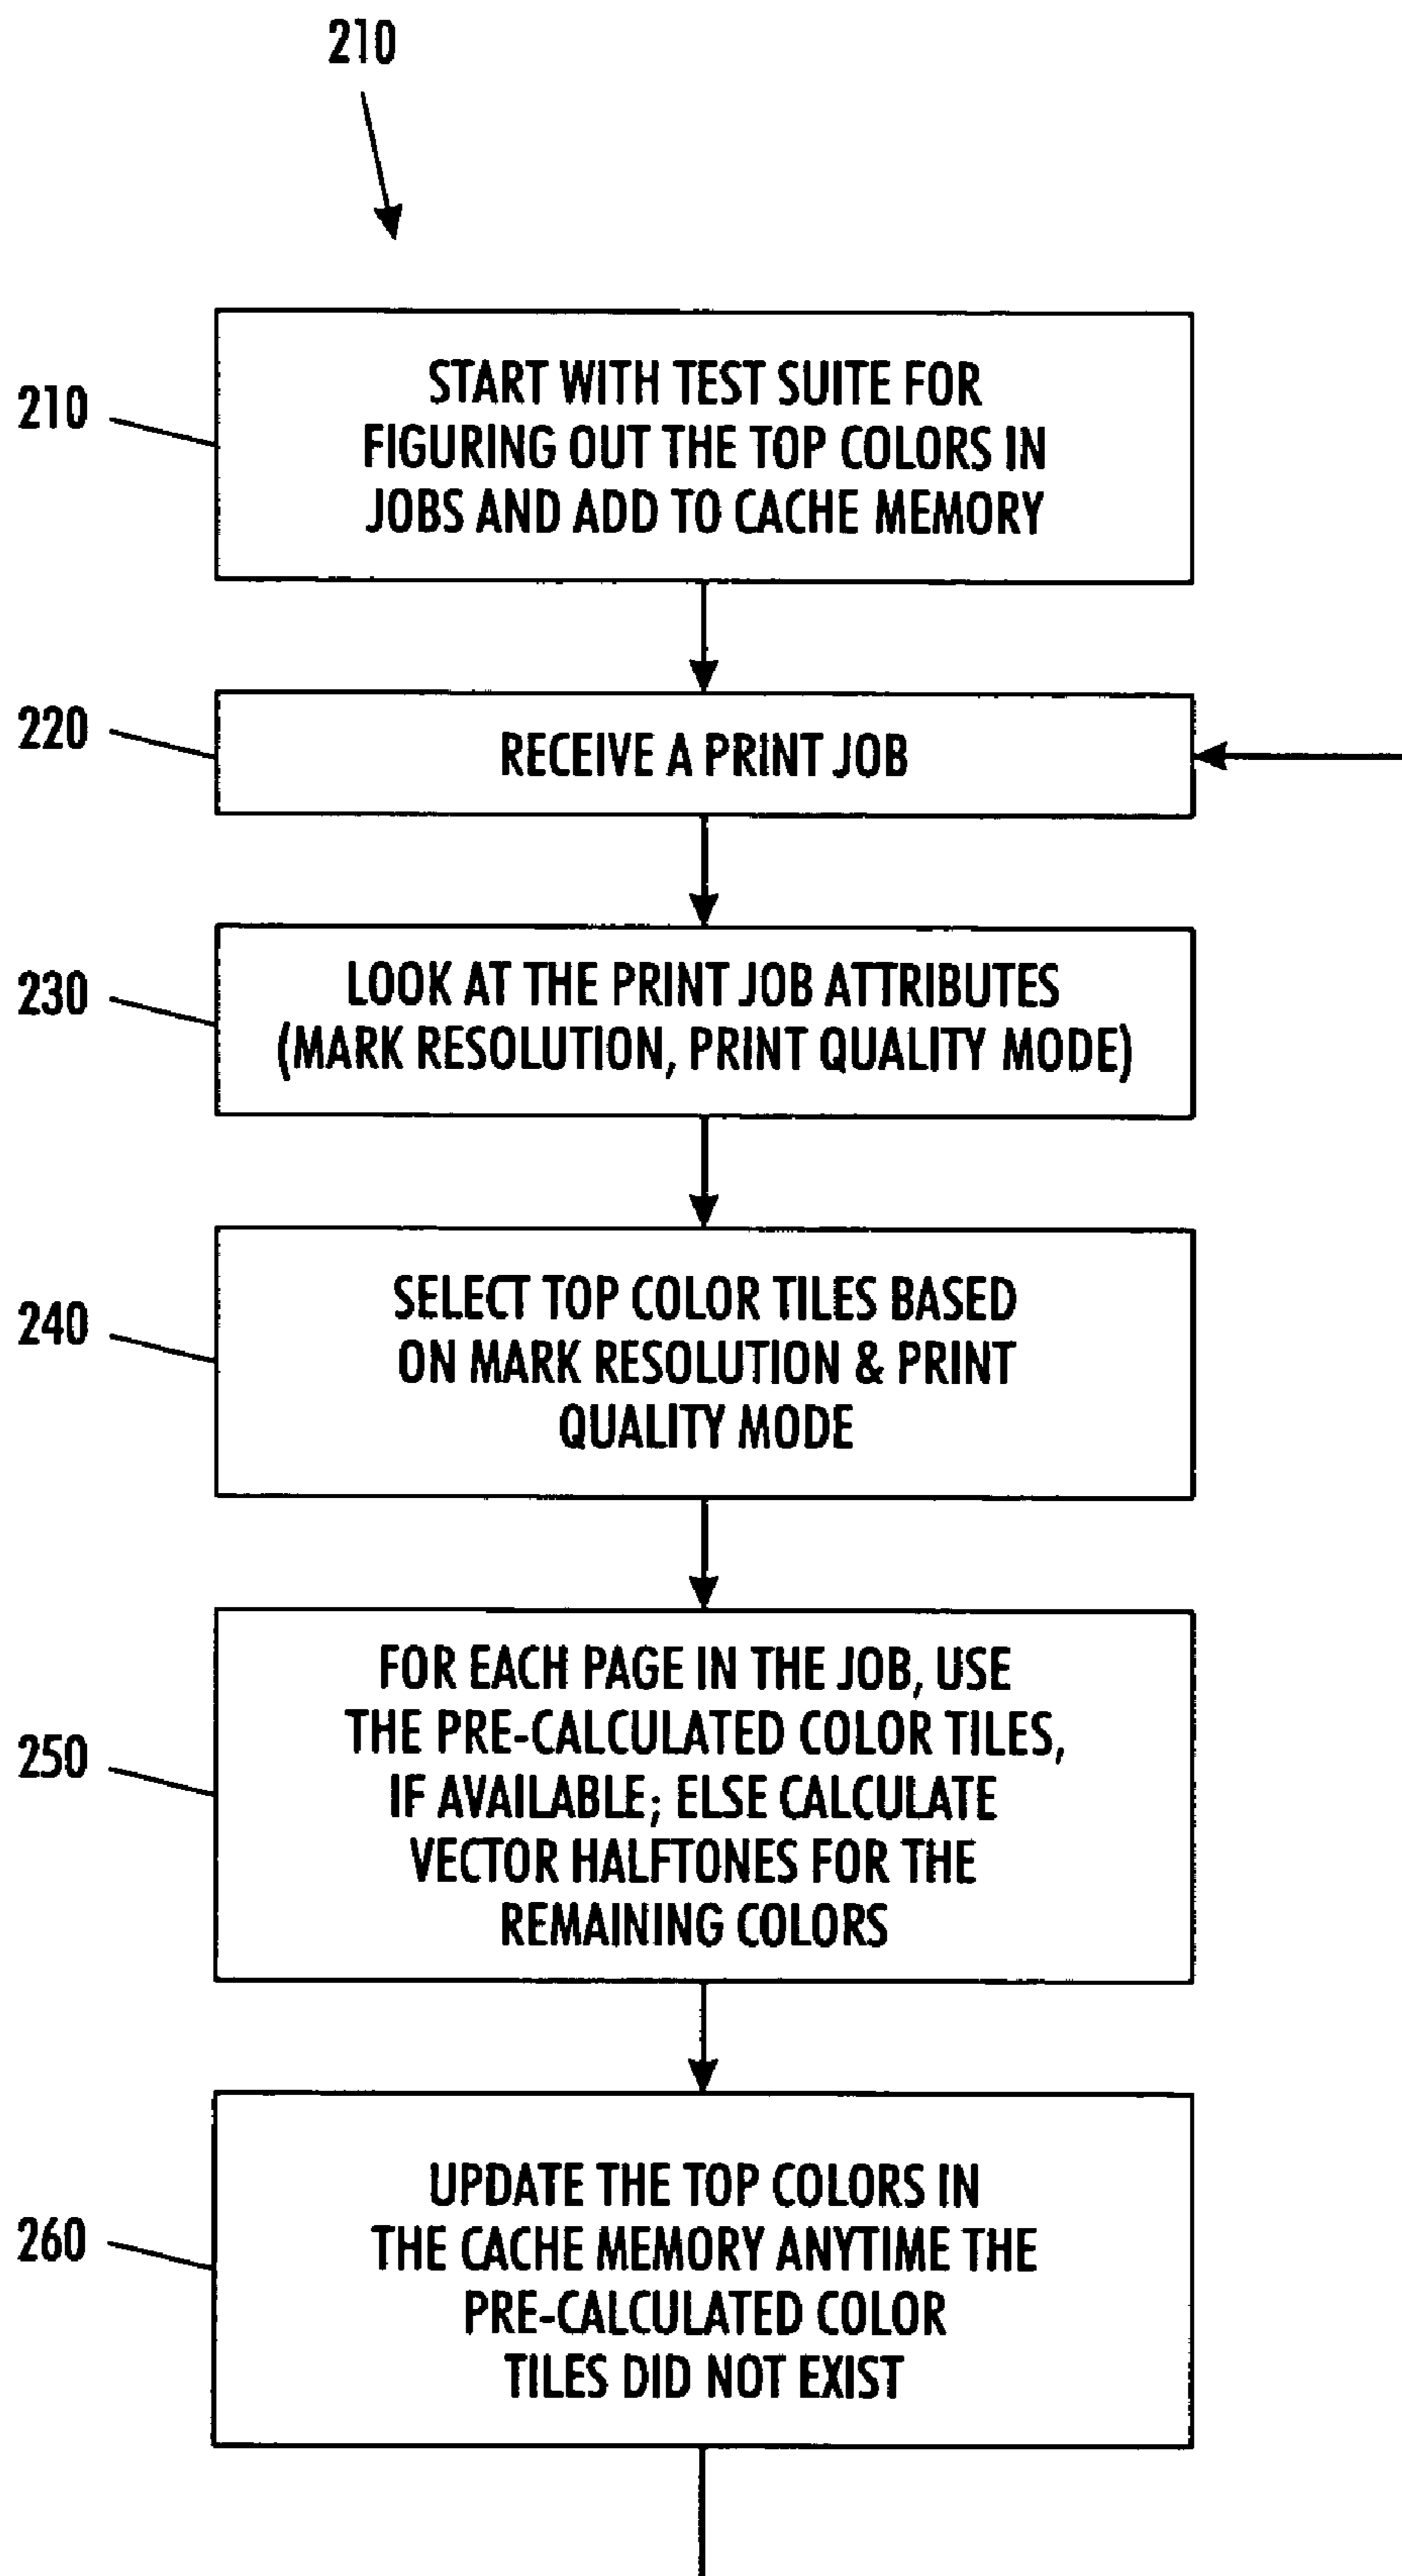 210
210
START WITH TEST SUITE FOR
FIGURING OUT THE TOP COLORS IN
JOBS AND ADD TO CACHE MEMORY
220
RECEIVE A PRINT JOB
230
LOOK AT THE PRINT JOB ATTRIBUTES
(MARK RESOLUTION, PRINT QUALITY MODE)
240
SELECT TOP COLOR TILES BASED
ON MARK RESOLUTION & PRINT
QUALITY MODE
250
FOR EACH PAGE IN THE JOB, USE
THE PRE-CALCULATED COLOR TILES,
IF AVAILABLE; ELSE CALCULATE
VECTOR HALFTONES FOR THE
REMAINING COLORS
260
UPDATE THE TOP COLORS IN
THE CACHE MEMORY ANYTIME THE
PRE-CALCULATED COLOR
TILES DID NOT EXIST